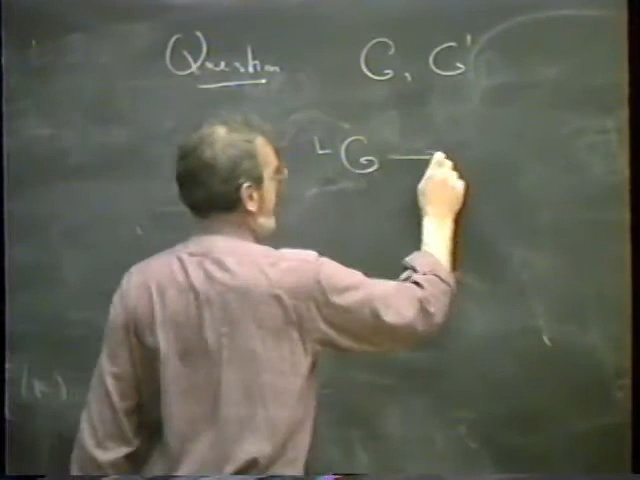 Question G, G'
ᴸG —